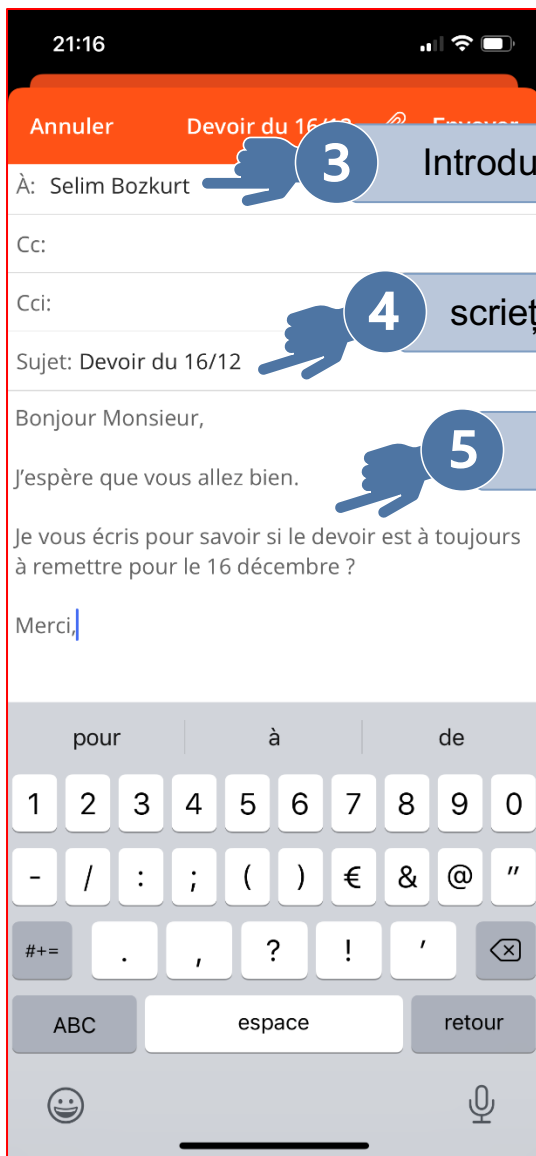 21:16
Annuler Devoir du 16/12 Envoyer
3 Introdu
À: Selim Bozkurt
Cc:
Cci:
4 scrieț
Sujet: Devoir du 16/12
Bonjour Monsieur,
5
J'espère que vous allez bien.
Je vous écris pour savoir si le devoir est à toujours
à remettre pour le 16 décembre ?
Merci,
pour à de
1 2 3 4 5 6 7 8 9 0
- / : ; ( ) € & @ "
#+= . , ? ! '
ABC espace retour